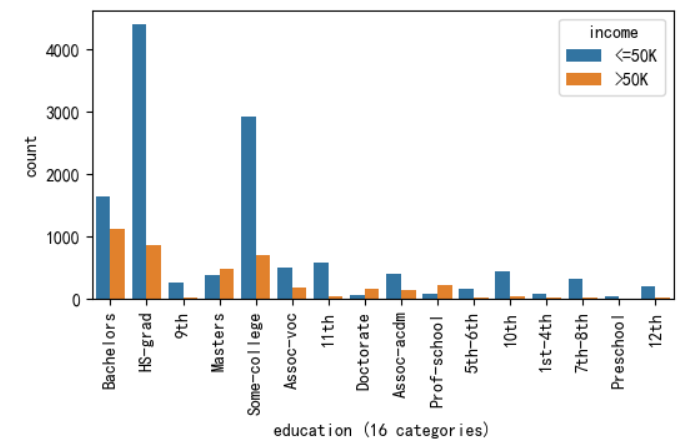 income
<=50K
>50K
count
4000
3000
2000
1000
0
Bachelors
HS-grad
9th
Masters
Some-college
Assoc-voc
11th
Doctorate
Assoc-acdm
Prof-school
5th-6th
10th
1st-4th
7th-8th
Preschool
12th
education (16 categories)